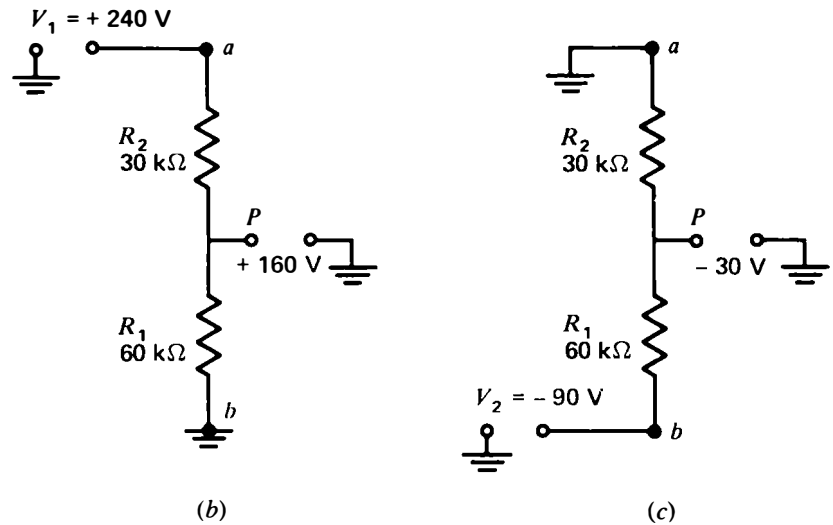 V1 = + 240 V
a
R2
30 kΩ
P
+ 160 V
R1
60 kΩ
b
(b)
a
R2
30 kΩ
P
− 30 V
R1
60 kΩ
V2 = − 90 V
b
(c)